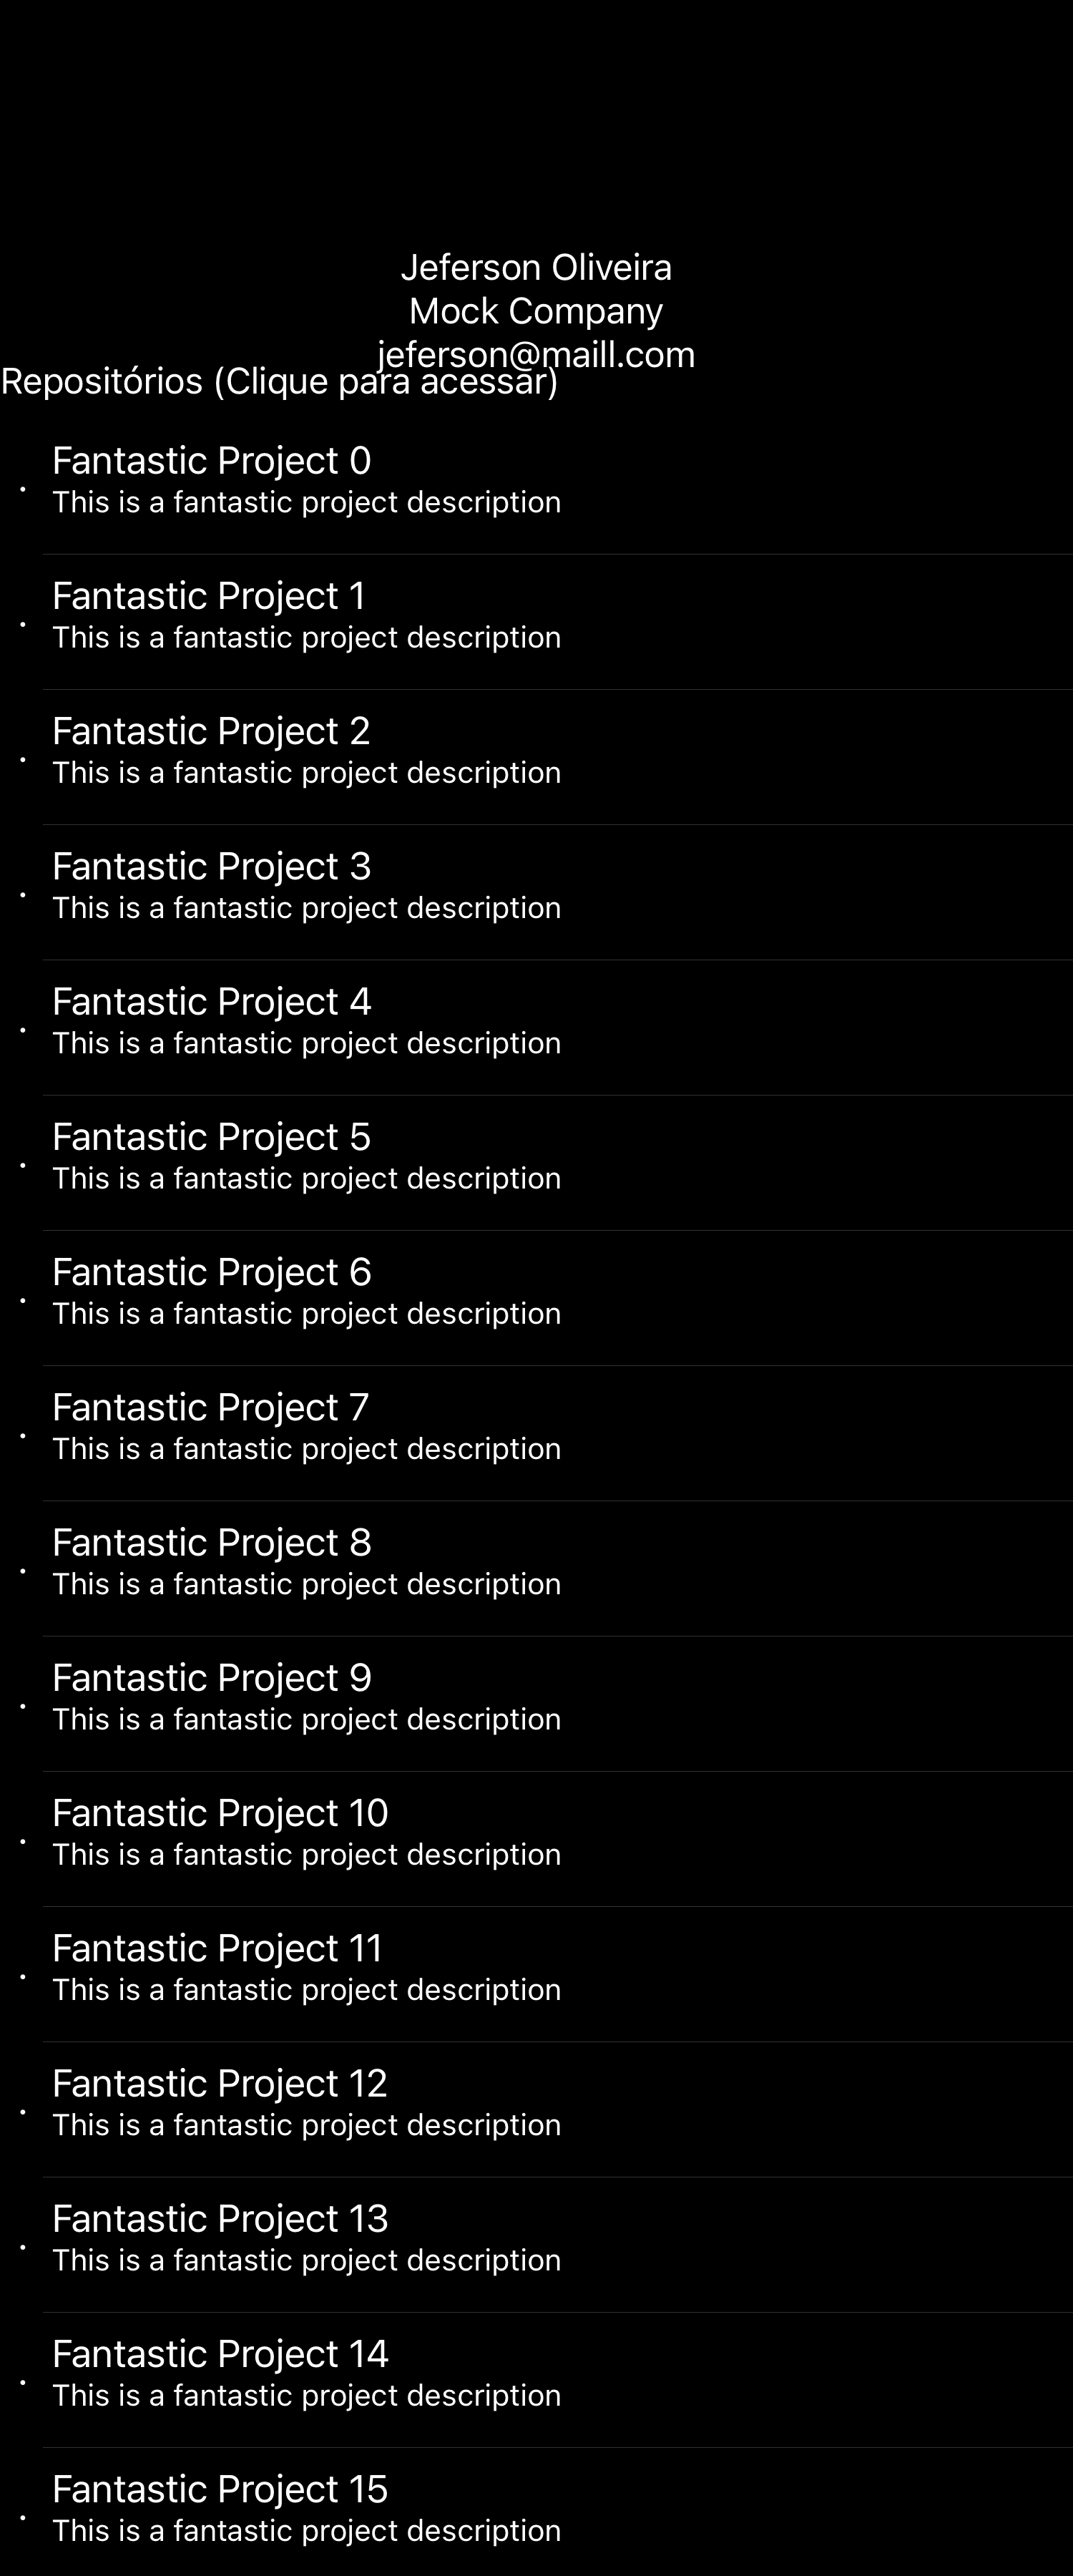 Jeferson Oliveira
Mock Company
jeferson@maill.com
Repositórios (Clique para acessar)
Fantastic Project 0
This is a fantastic project description
Fantastic Project 1
This is a fantastic project description
Fantastic Project 2
This is a fantastic project description
Fantastic Project 3
This is a fantastic project description
Fantastic Project 4
This is a fantastic project description
Fantastic Project 5
This is a fantastic project description
Fantastic Project 6
This is a fantastic project description
Fantastic Project 7
This is a fantastic project description
Fantastic Project 8
This is a fantastic project description
Fantastic Project 9
This is a fantastic project description
Fantastic Project 10
This is a fantastic project description
Fantastic Project 11
This is a fantastic project description
Fantastic Project 12
This is a fantastic project description
Fantastic Project 13
This is a fantastic project description
Fantastic Project 14
This is a fantastic project description
Fantastic Project 15
This is a fantastic project description